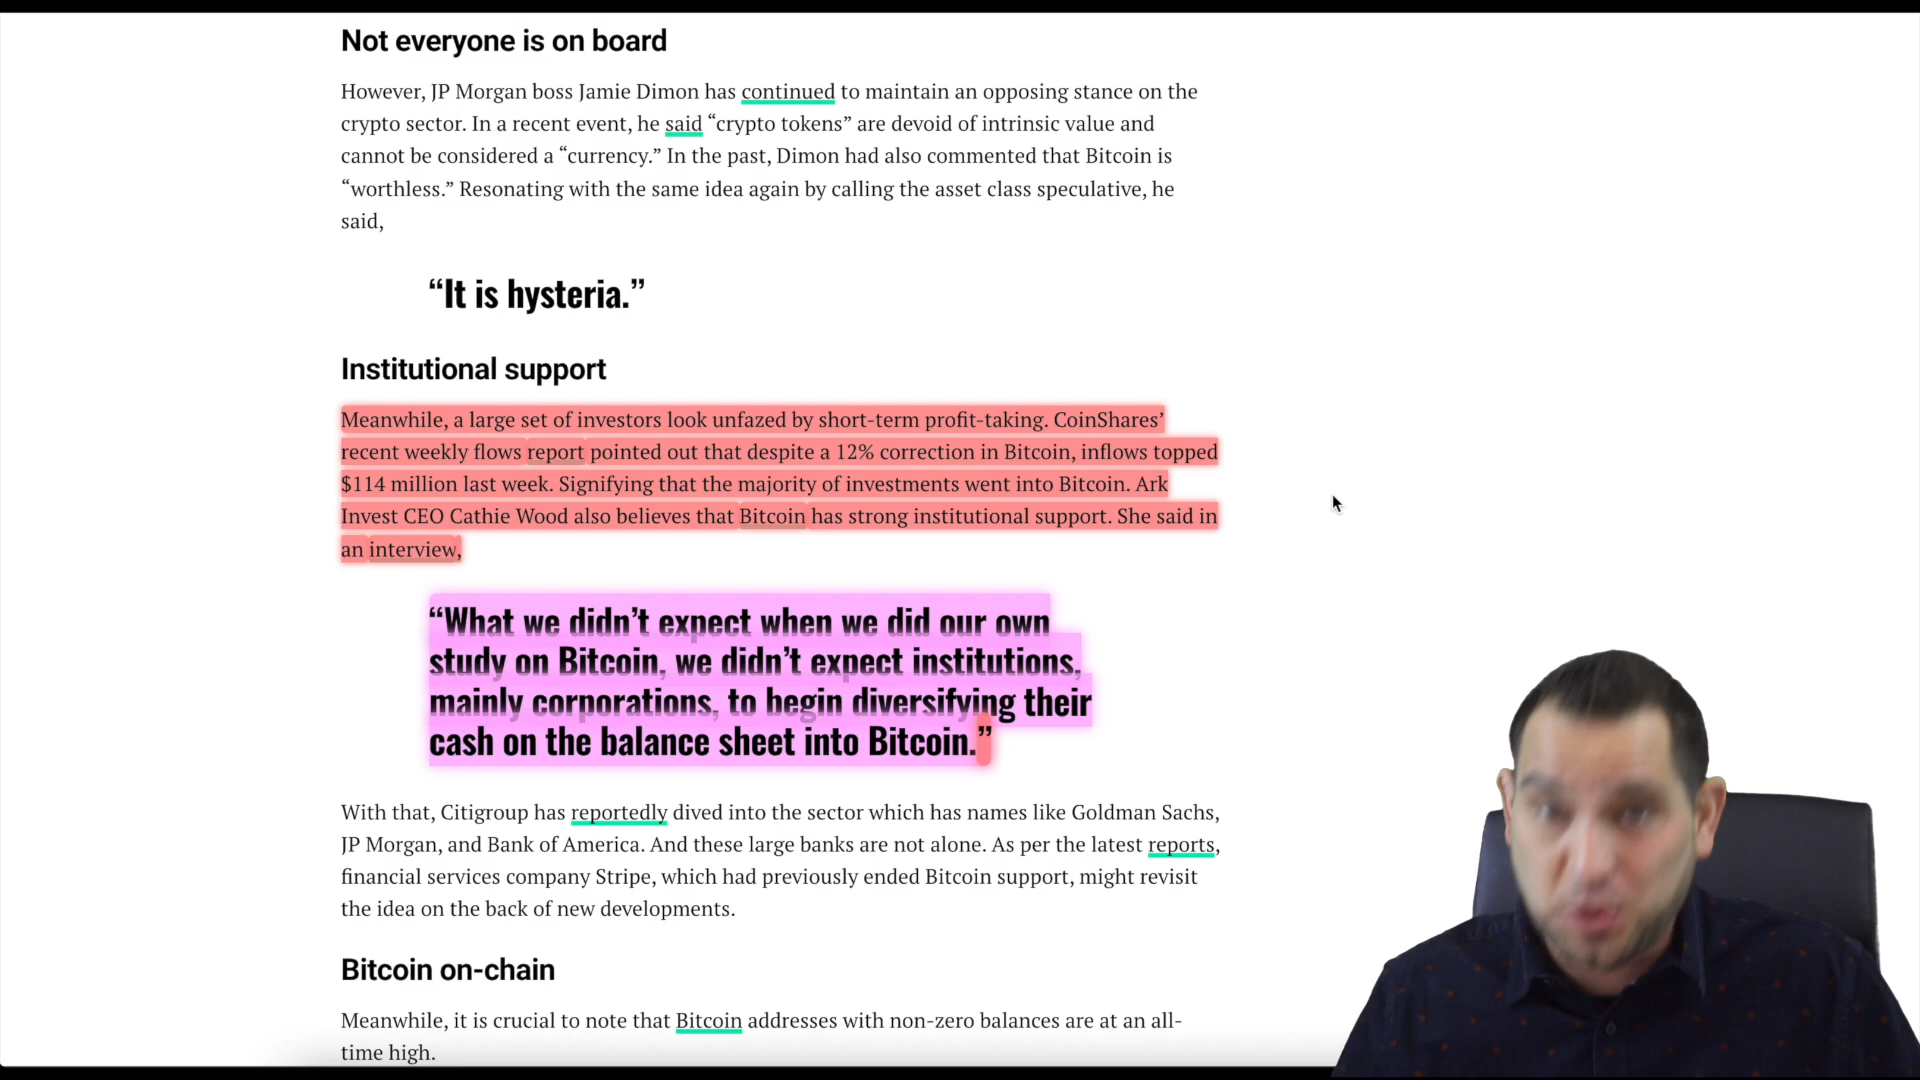 Not everyone is on board
However, JP Morgan boss Jamie Dimon has continued to maintain an opposing stance on the
crypto sector. In a recent event, he said “crypto tokens” are devoid of intrinsic value and
cannot be considered a “currency.” In the past, Dimon had also commented that Bitcoin is
“worthless.” Resonating with the same idea again by calling the asset class speculative, he
said,
“It is hysteria.”
Institutional support
Meanwhile, a large set of investors look unfazed by short-term profit-taking. CoinShares’
recent weekly flows report pointed out that despite a 12% correction in Bitcoin, inflows topped
$114 million last week. Signifying that the majority of investments went into Bitcoin. Ark
Invest CEO Cathie Wood also believes that Bitcoin has strong institutional support. She said in
an interview,
“What we didn’t expect when we did our own
study on Bitcoin, we didn’t expect institutions,
mainly corporations, to begin diversifying their
cash on the balance sheet into Bitcoin.”
With that, Citigroup has reportedly dived into the sector which has names like Goldman Sachs,
JP Morgan, and Bank of America. And these large banks are not alone. As per the latest reports,
financial services company Stripe, which had previously ended Bitcoin support, might revisit
the idea on the back of new developments.
Bitcoin on-chain
Meanwhile, it is crucial to note that Bitcoin addresses with non-zero balances are at an all-
time high.